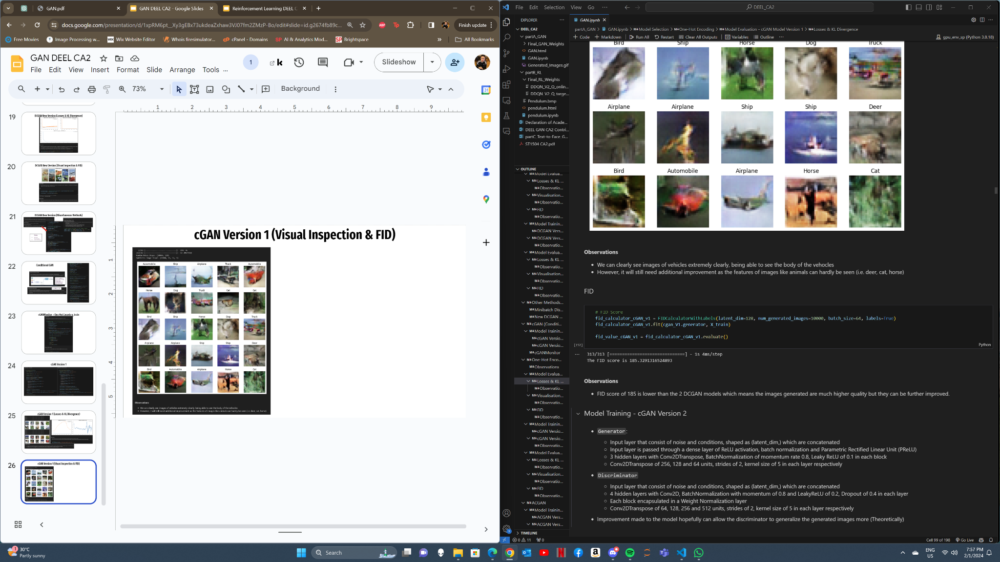 GAN.pdf
GAN DEEL CA2 - Google Slides
Reinforcement Learning DEEL C
docs.google.com/presentation/d/1xpRM6pt__Xy3gEBx73ukdeaZxhaw3VJ07fm2ZMzP-Bo/edit#slide=id.g2674fb89c...
Finish update
Free Movies
Image Processing w...
Wix Website Editor
Whois firesimulator...
cPanel - Domains
AI & Analytics Mod...
Brightspace
All Bookmarks
GAN DEEL CA2
File Edit View Insert Format Slide Arrange Tools ...
1
Slideshow
73%
Background
19
DCGAN New Version (Losses & KL Divergence)
20
DCGAN New Version (Visual Inspection & FID)
21
DCGAN New Version (Miscellaneous Methods)
22
Conditional GAN
23
cGANMonitor + One Hot Encode y_train
24
cGAN Version 1
25
cGAN Version 1 (Losses & KL Divergence)
26
cGAN Version 1 (Visual Inspection & FID)
1 2 3 4 5 6 7 8 9
cGAN Version 1 (Visual Inspection & FID)
Automobile Ship Airplane Truck Automobile
Horse Dog Truck Cat Cat
Bird Ship Horse Dog Truck
Airplane Airplane Ship Ship Deer
Bird Automobile Airplane Horse Cat
Observations
We can clearly see images of vehicles extremely clearly, being able to see the body of the vehocles
However, it will still need additional improvement as the features of images like animals can hardly be seen (i.e. deer, cat, horse)
File Edit Selection View Go ...
DEEL_CA2
EXPLORER
DEEL_CA2
partA_GAN
Final_GAN_Weights
GAN.html
GAN.ipynb
Generated_Images.gif
partB_RL
Final_RL_Weights
DDQN_V2_Q_onlin...
DDQN_V2_Q_targe...
Pendulum.bmp
pendulum.html
pendulum.ipynb
Declaration of Acade...
DEEL GAN CA2 Contri...
partC_Text-to-Face_G...
ST1504 CA2.pdf
OUTLINE
Model Evalua...
Losses & KL ...
Observatio...
Visualisation...
Observatio...
FID
Observatio...
Model Trainin...
DCGAN Vers...
DCGAN Vers...
Observatio...
Model Evalua...
Losses & KL ...
Observatio...
Visualisation...
Observatio...
FID
Observatio...
Other Methods...
Minibatch Dis...
New DCGAN ...
cGAN (Conditi...
Model Trainin...
cGAN Versio...
cGAN Versio...
cGANMonitor
One-Hot Enco...
Observations
Model Evalua...
Losses & KL ...
Observatio...
Visualisation...
Observatio...
FID
Observatio...
Model Trainin...
cGAN Versio...
cGAN Versio...
Observatio...
Model Evalua...
Losses & KL ...
Observatio...
Visualisation...
Observatio...
FID
Observatio...
ACGAN
Model Trainin...
ACGAN Vers...
ACGAN Vers...
TIMELINE
GAN.ipynb
partA_GAN > GAN.ipynb > Model Selection > One-Hot Encoding > Model Evaluation - cGAN Model Version 1 > Losses & KL Divergence
+ Code + Markdown Run All Restart Clear All Outputs Variables Outline ...
gpu_env_sp (Python 3.8.18)
Bird Ship Horse Dog Truck
Airplane Airplane Ship Ship Deer
Bird Automobile Airplane Horse Cat
Observations
We can clearly see images of vehicles extremely clearly, being able to see the body of the vehocles
However, it will still need additional improvement as the features of images like animals can hardly be seen (i.e. deer, cat, horse)
FID
# FID Score
fid_calculator_cGAN_v1 = FIDCalculatorWithLabels(latent_dim=128, num_generated_images=10000, batch_size=64, labels=True)
fid_calculator_cGAN_v1.fit(cgan_V1.generator, X_train)
fid_value_cGAN_v1 = fid_calculator_cGAN_v1.evaluate()
[152]
Python
313/313 [==============================] - 1s 4ms/step
The FID score is 185.3291316524893
Observations
FID score of 185 is lower than the 2 DCGAN models which means the images generated are much higher quality but they can be further improved.
Model Training - cGAN Version 2
Generator:
Input layer that consist of noise and conditions, shaped as (latent_dim,) which are concatenated
Input layer is passed through a dense layer of ReLU activation, batch normalization and Parametric Rectified Linear Unit (PReLU)
3 hidden layers with Conv2DTranspose, BatchNormalization of momentum rate 0.8, Leaky ReLU of 0.1 in each block
Conv2DTranspose of 256, 128 and 64 units, strides of 2, kernel size of 5 in each layer respectively
Discriminator
Input layer that consist of noise and conditions, shaped as (latent_dim,) which are concatenated
4 hidden layers with Conv2D, BatchNormalization with momentum of 0.8 and LeakyReLU of 0.2, Dropout of 0.4 in each layer
Each block encapsulated in a Weight Normalization layer
Conv2DTranspose of 64, 128, 256 and 512 units, strides of 2, kernel size of 5 in each layer respectively
Improvement made to the model hopefully can allow the discriminator to generalize the generated images more (Theoretically)
0 11 0
Cell 99 of 198
Go Live
30°C
Partly sunny
Search
ENG
US
7:57 PM
2/1/2024